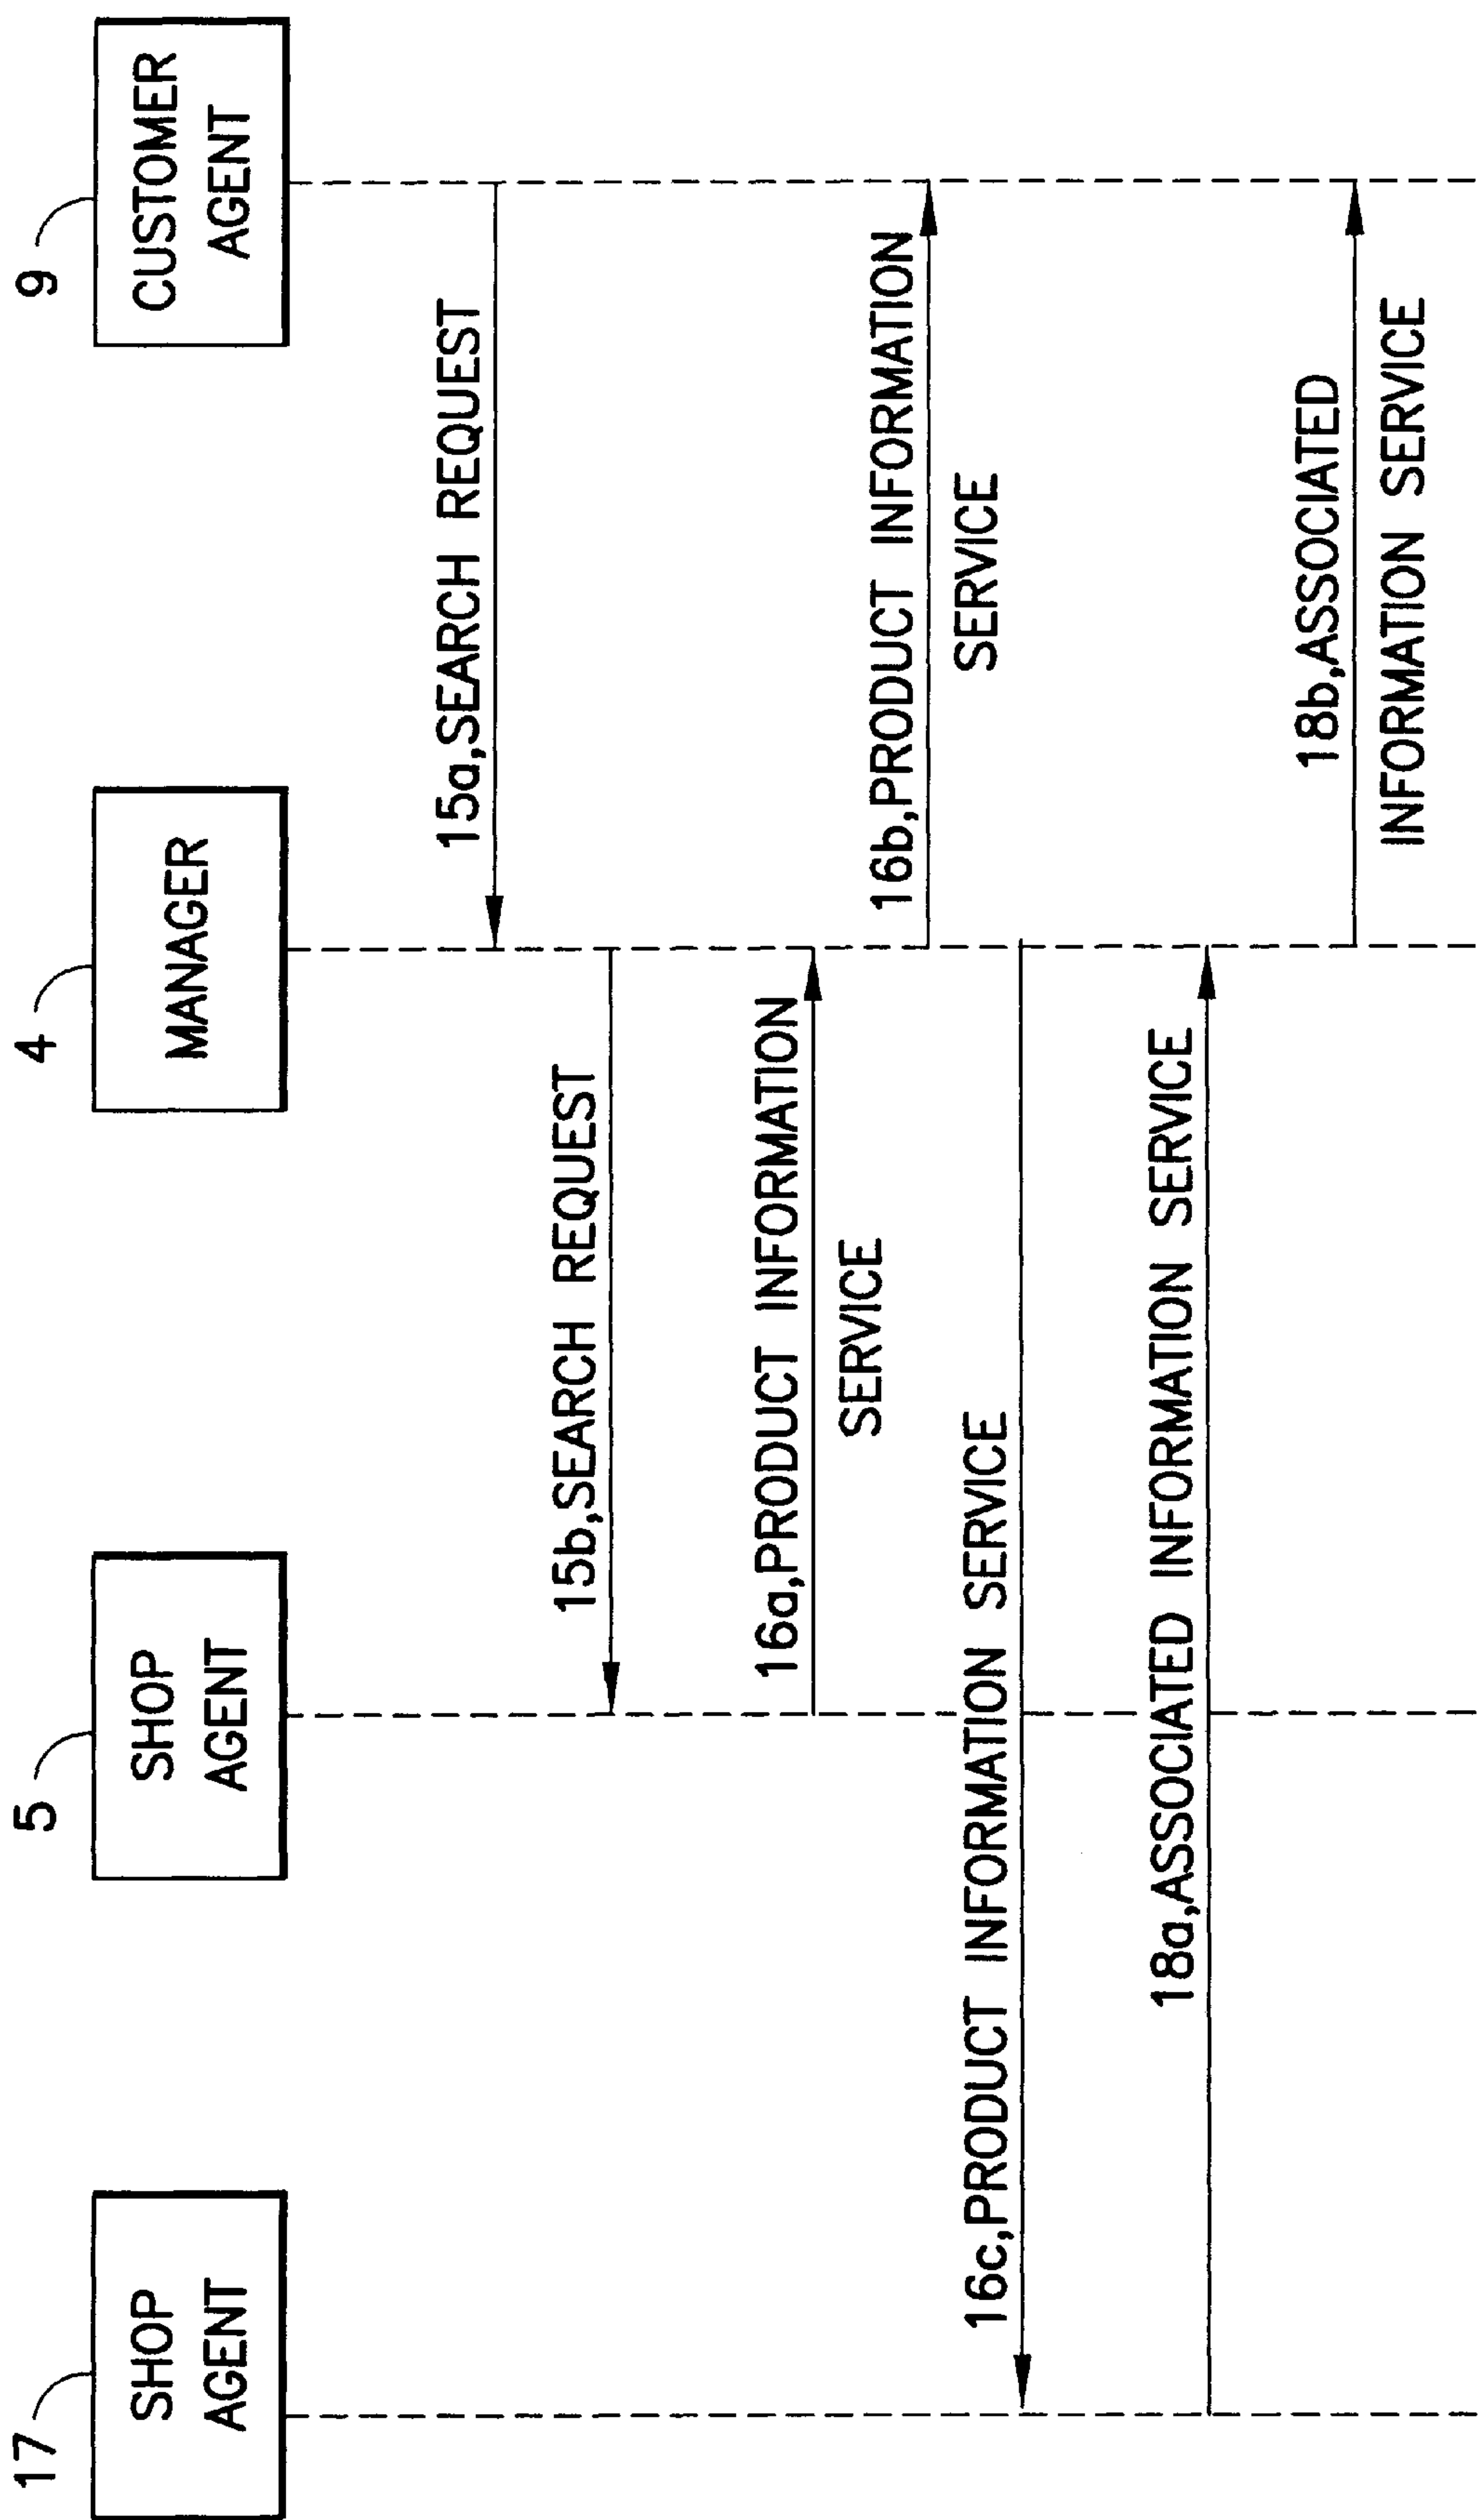 17
5
4
9
SHOP
AGENT
SHOP
AGENT
MANAGER
CUSTOMER
AGENT
15a,SEARCH REQUEST
15b,SEARCH REQUEST
16a,PRODUCT INFORMATION
SERVICE
16b,PRODUCT INFORMATION
SERVICE
16c,PRODUCT INFORMATION SERVICE
18a,ASSOCIATED INFORMATION SERVICE
18b,ASSOCIATED
INFORMATION SERVICE